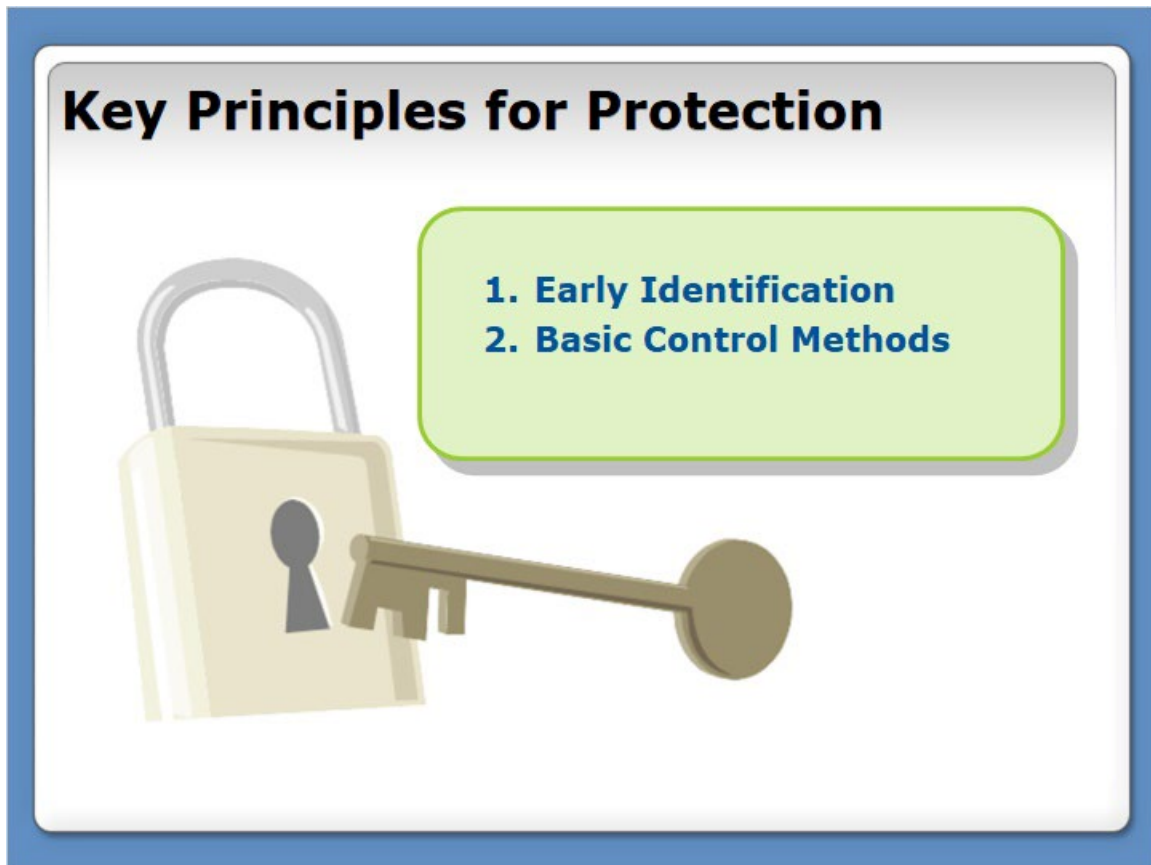 Key Principles for Protection
1. Early Identification
2. Basic Control Methods